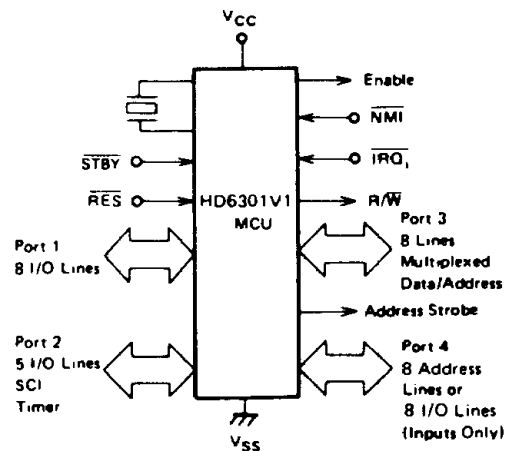 VCC
Enable
NMI
STBY
IRQ1
RES
HD6301V1
MCU
R/W
Port 1
8 I/O Lines
Port 3
8 Lines
Multiplexed
Data/Address
Address Strobe
Port 2
5 I/O Lines
SCI
Timer
Port 4
8 Address
Lines or
8 I/O Lines
(Inputs Only)
VSS